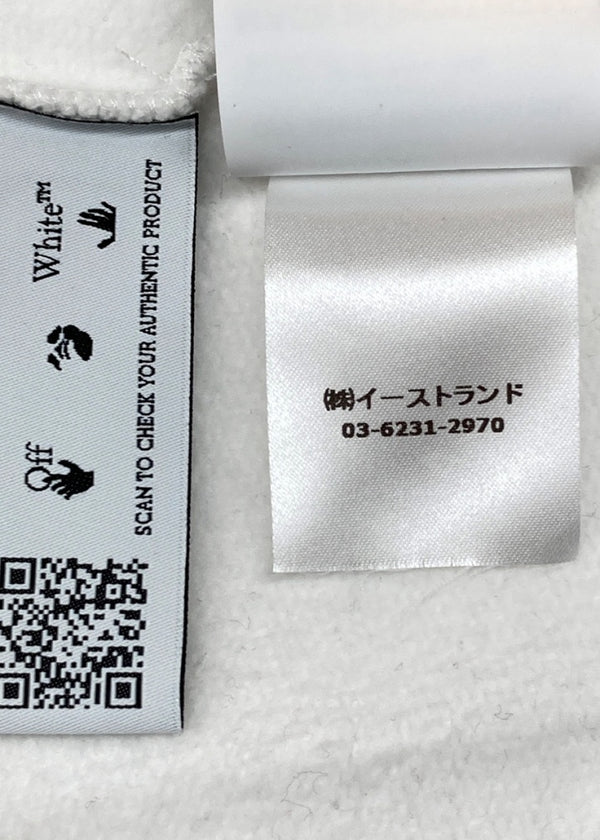 Off White™
SCAN TO CHECK YOUR AUTHENTIC PRODUCT
㈱イーストランド
03-6231-2970